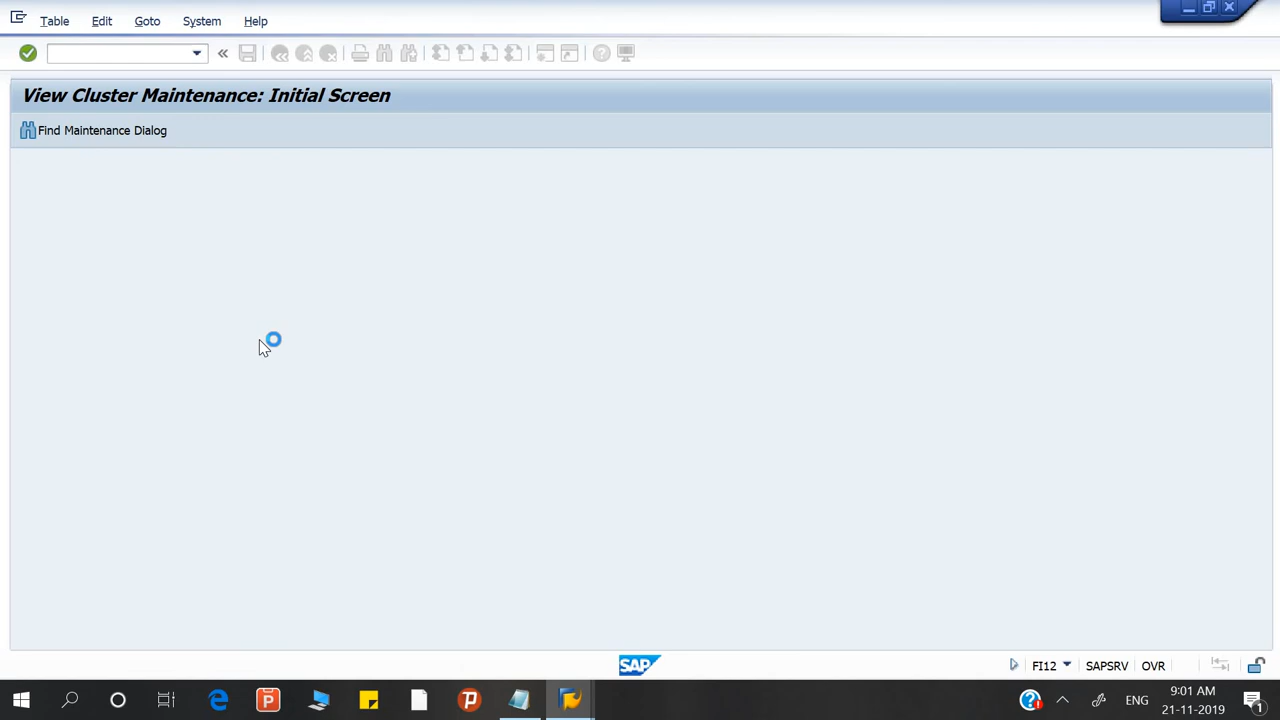 Table Edit Goto System Help
View Cluster Maintenance: Initial Screen
Find Maintenance Dialog
SAP
FI12 SAPSRV OVR
ENG
9:01 AM
21-11-2019
1